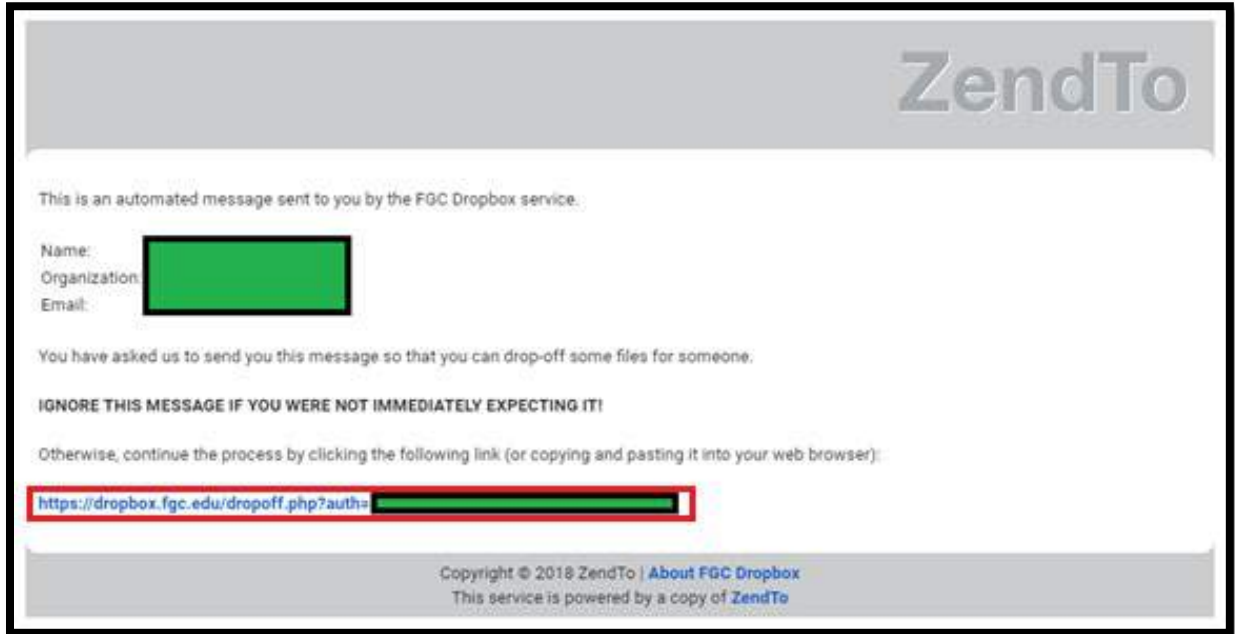 ZendTo
This is an automated message sent to you by the FGC Dropbox service.
Name:
Organization:
Email:
You have asked us to send you this message so that you can drop-off some files for someone.
IGNORE THIS MESSAGE IF YOU WERE NOT IMMEDIATELY EXPECTING IT!
Otherwise, continue the process by clicking the following link (or copying and pasting it into your web browser):
https://dropbox.fgc.edu/dropoff.php?auth=
Copyright © 2018 ZendTo | About FGC Dropbox
This service is powered by a copy of ZendTo